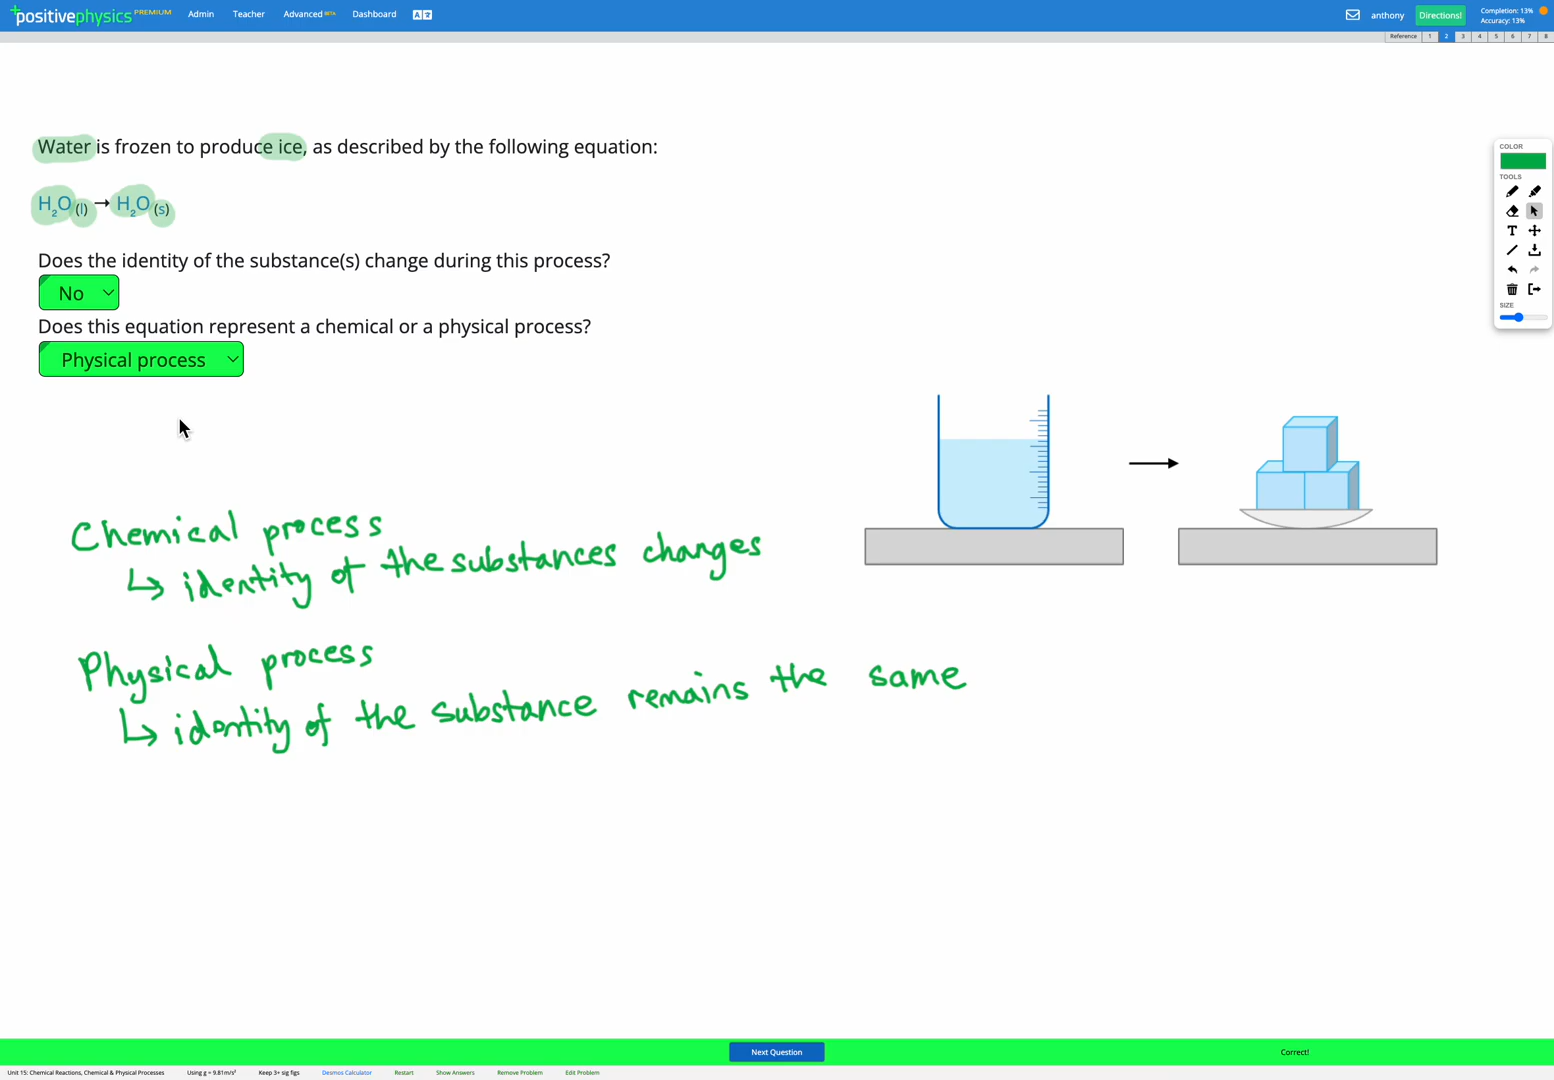 positivephysics PREMIUM Admin Teacher Advanced BETA Dashboard anthony Directions! Completion: 13%
Accuracy: 13%
Reference 1 2 3 4 5 6 7 8
Water is frozen to produce ice, as described by the following equation:
H₂O (l) → H₂O (s)
Does the identity of the substance(s) change during this process?
No
Does this equation represent a chemical or a physical process?
Physical process
COLOR
TOOLS
T
SIZE
Chemical process
↳ identity of the substances changes
Physical process
↳ identity of the substance remains the same
Next Question Correct!
Unit 15: Chemical Reactions, Chemical & Physical Processes Using g = 9.81m/s² Keep 3+ sig figs Desmos Calculator Restart Show Answers Remove Problem Edit Problem